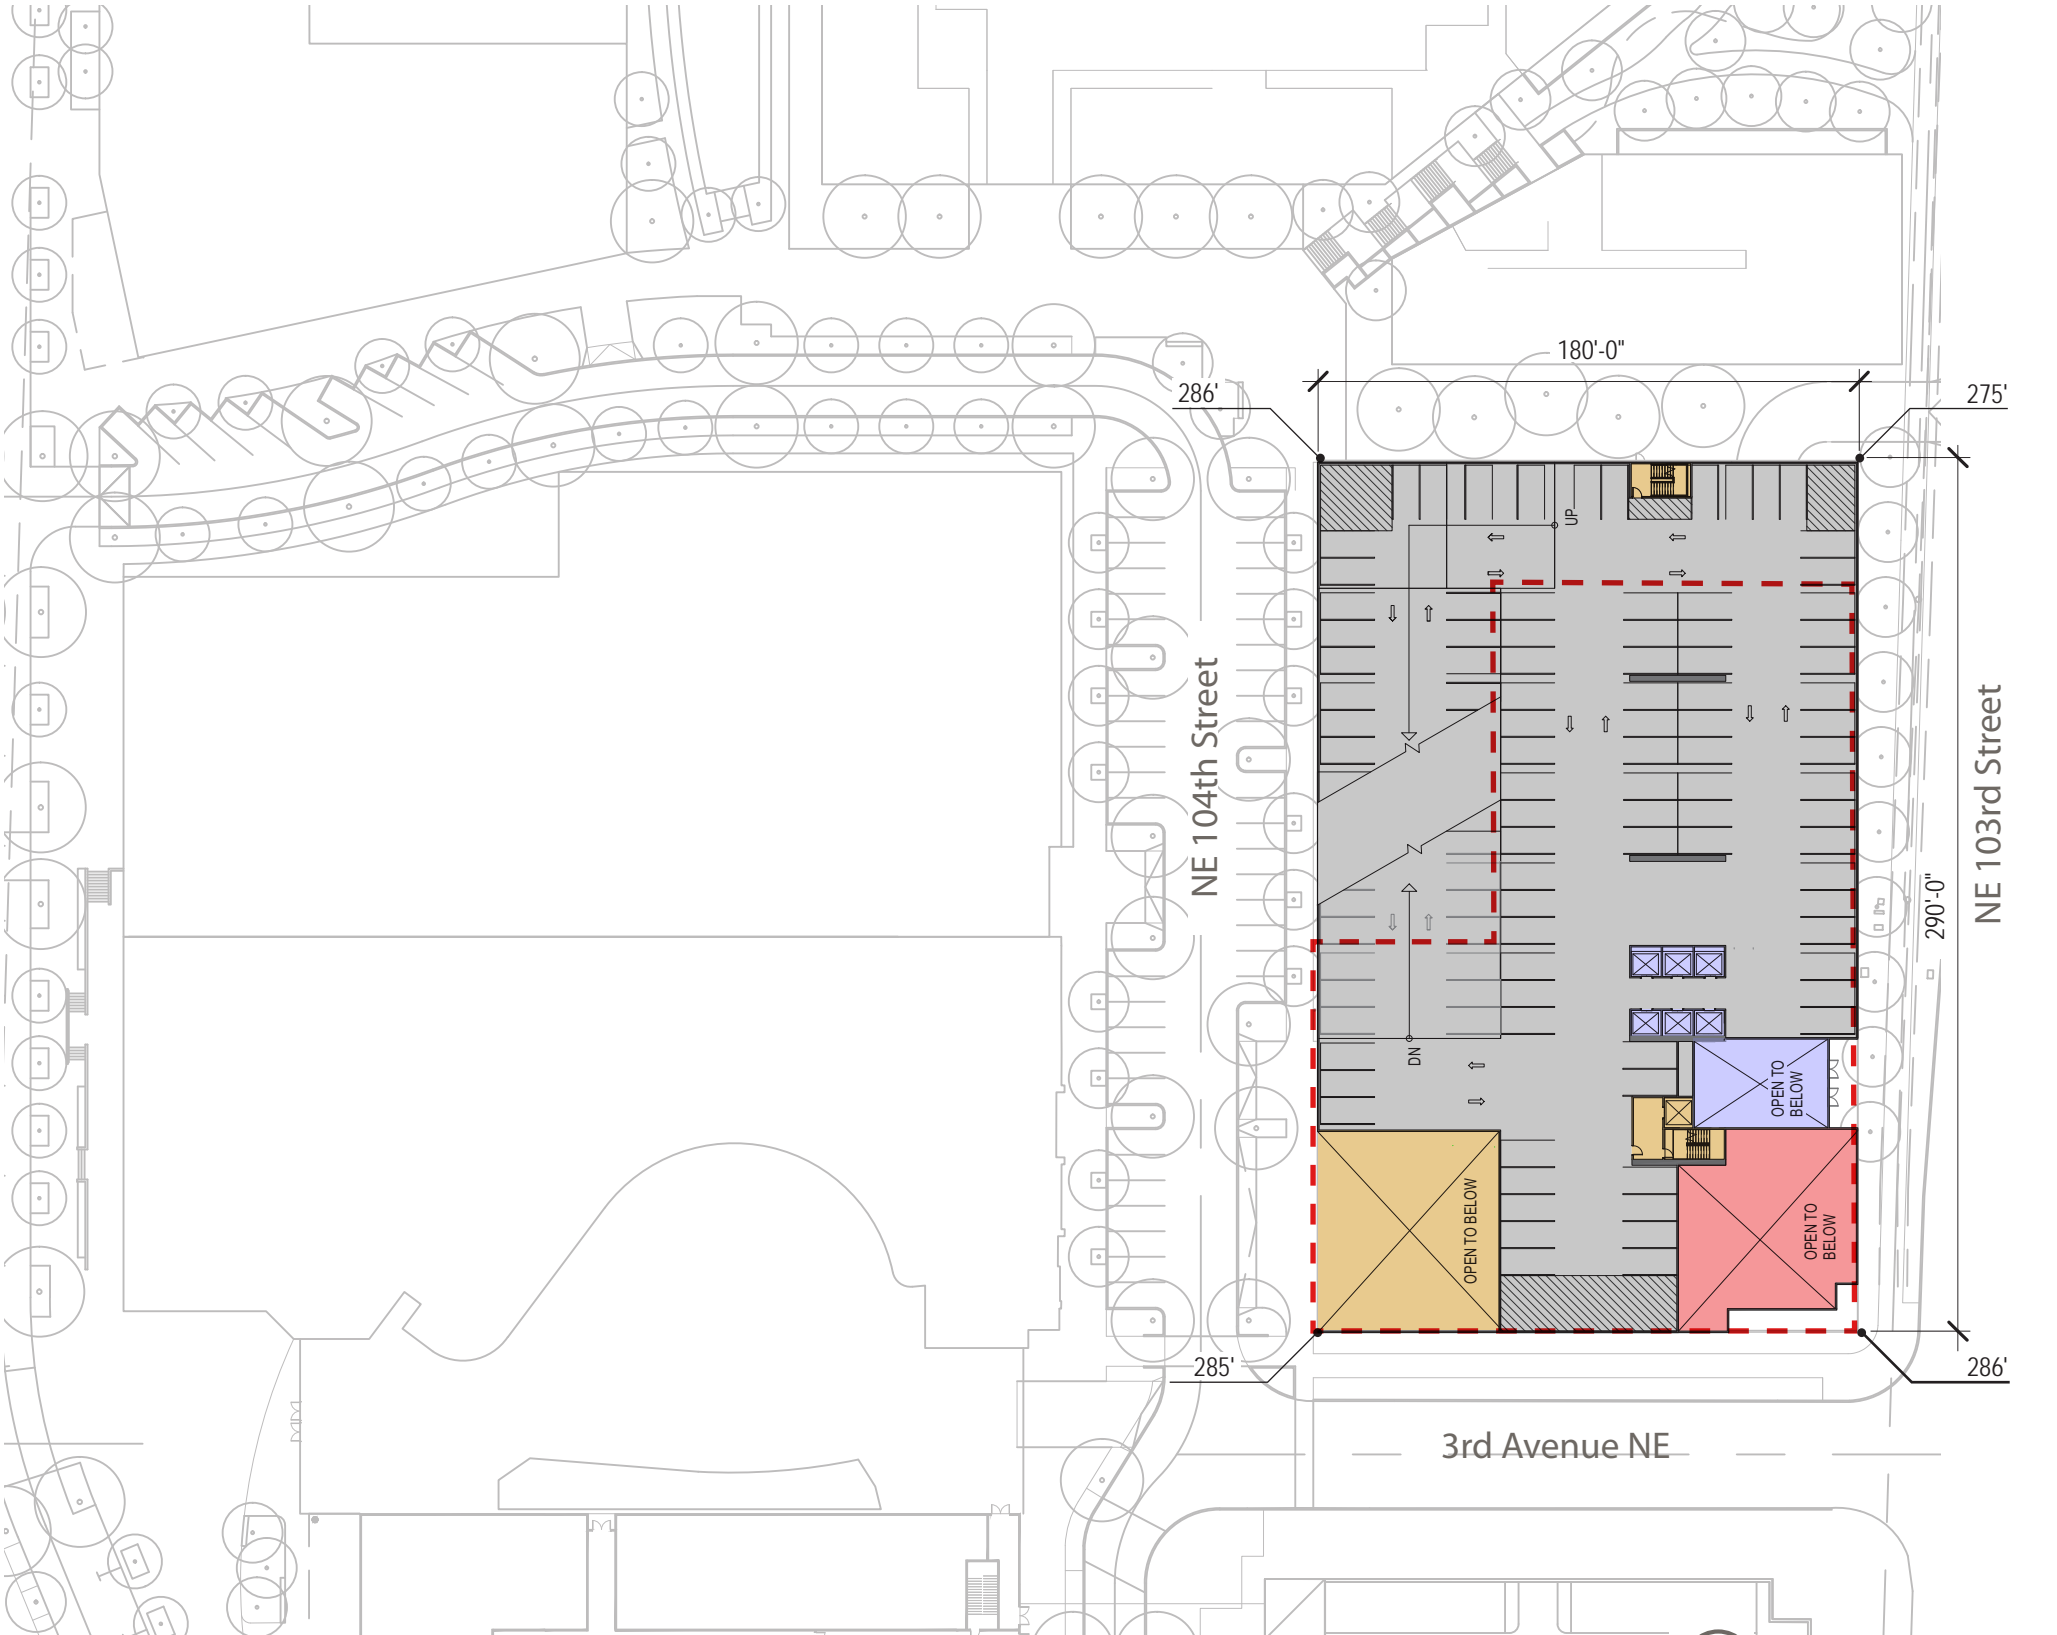 180'-0"
286'
275'
UP
NE 104th Street
NE 103rd Street
290'-0"
DN
OPEN TO
BELOW
OPEN TO BELOW
OPEN TO
BELOW
285'
286'
3rd Avenue NE